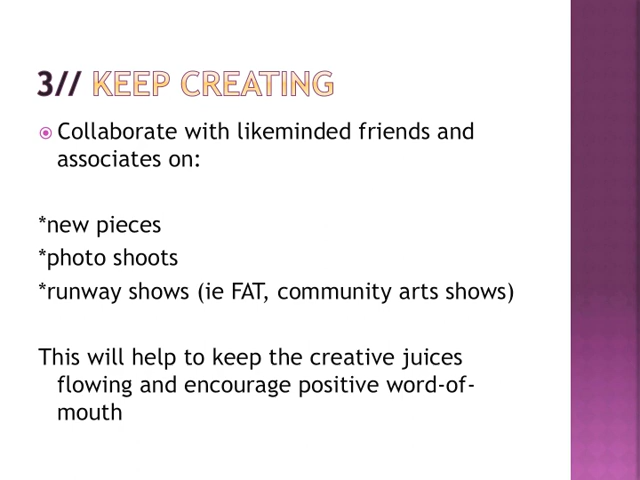 3// KEEP CREATING
Collaborate with likeminded friends and
associates on:
*new pieces
*photo shoots
*runway shows (ie FAT, community arts shows)
This will help to keep the creative juices
flowing and encourage positive word-of-
mouth